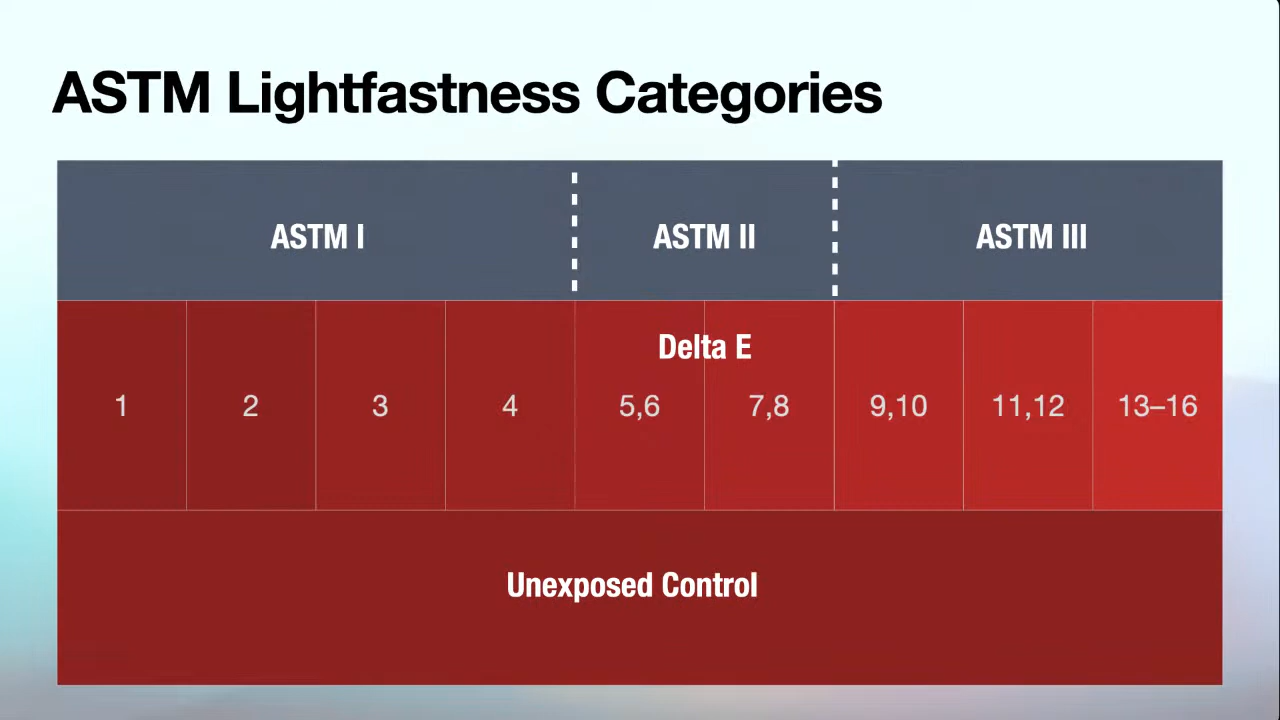 ASTM Lightfastness Categories
ASTM I ASTM II ASTM III
Delta E
1 2 3 4 5,6 7,8 9,10 11,12 13–16
Unexposed Control